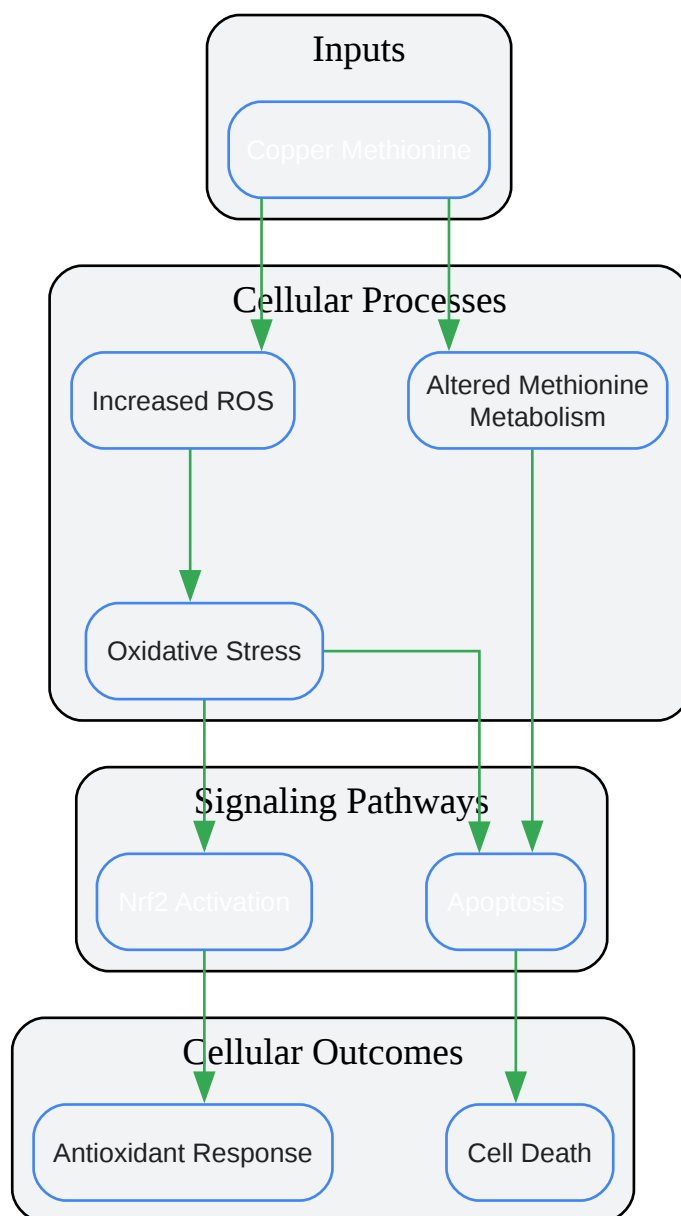 Inputs
Copper Methionine
Cellular Processes
Increased ROS
Altered Methionine
Metabolism
Oxidative Stress
Signaling Pathways
Nrf2 Activation
Apoptosis
Cellular Outcomes
Antioxidant Response
Cell Death